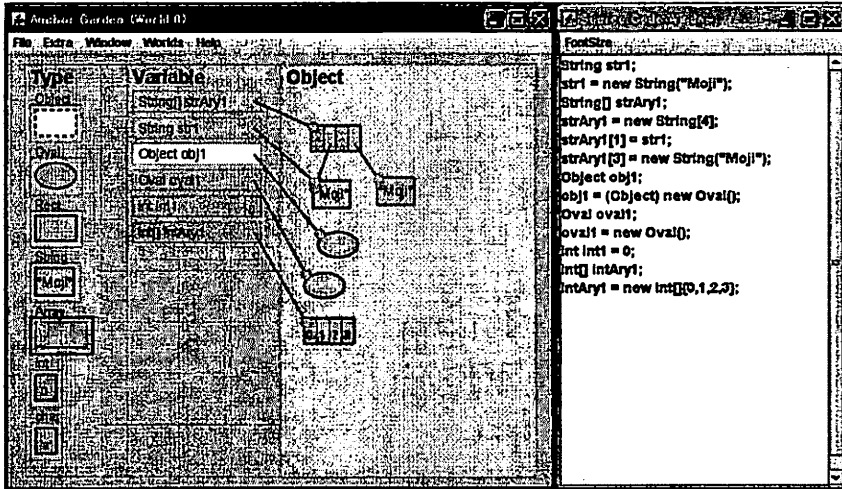 Anchor Garden (World 0)
File Extra Window Worlds Help
Type
Object
Oval
Rect
String
"Moji"
Array
int
Variable
String[] strAry1
String str1
Object obj1
Oval oval1
int int1
int[] intAry1
Object
"Moji"
"Moji"
0 1 2 3
FontSize
String str1;
str1 = new String("Moji");
String[] strAry1;
strAry1 = new String[4];
strAry1[1] = str1;
strAry1[3] = new String("Moji");
Object obj1;
obj1 = (Object) new Oval();
Oval oval1;
oval1 = new Oval();
int int1 = 0;
int[] intAry1;
intAry1 = new int[]{0,1,2,3};